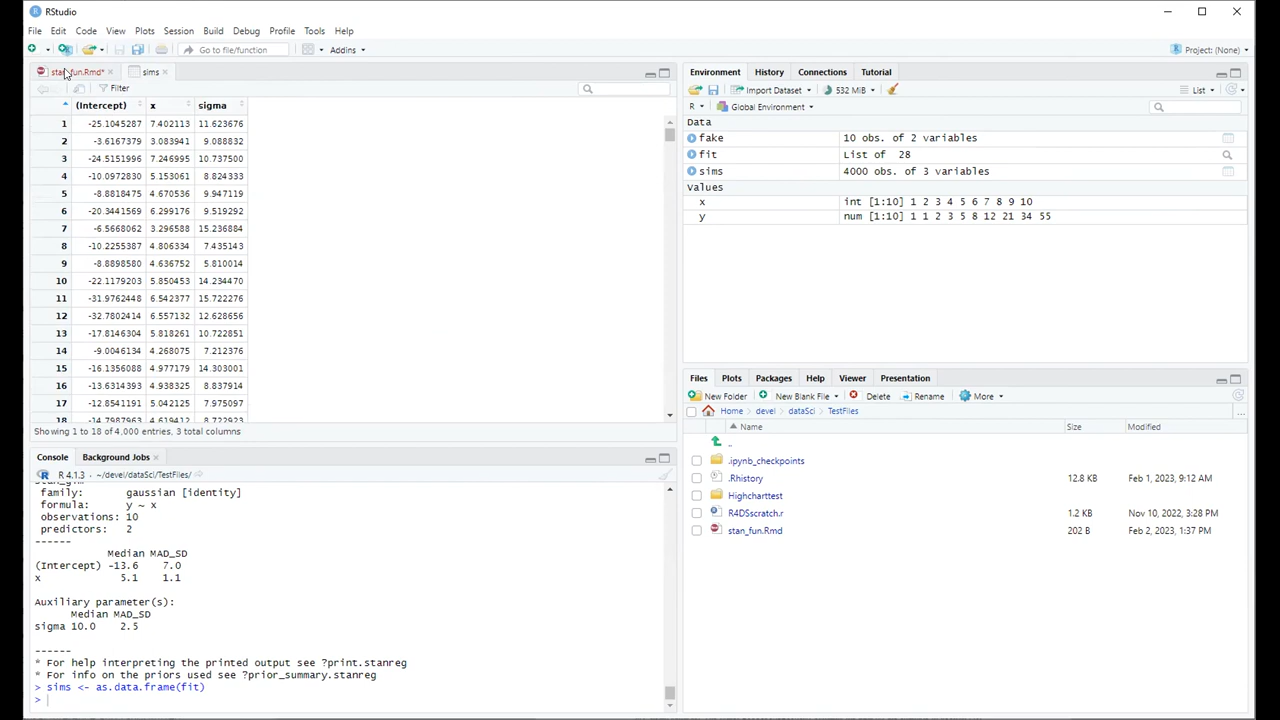 RStudio
File Edit Code View Plots Session Build Debug Profile Tools Help
Go to file/function Addins Project: (None)
stan_fun.Rmd* sims
Filter
(Intercept) x sigma
1 -25.1045287 7.402113 11.623676
2 -3.6167379 3.083941 9.088832
3 -24.5151996 7.246995 10.737500
4 -10.0972830 5.153061 8.824333
5 -8.8818475 4.670536 9.947119
6 -20.3441569 6.299176 9.519292
7 -6.5668062 3.296588 15.236884
8 -10.2255387 4.806334 7.435143
9 -8.8898580 4.636752 5.810014
10 -22.1179203 5.850453 14.234470
11 -31.9762448 6.542377 15.722276
12 -32.7802414 6.557132 12.628656
13 -17.8146304 5.818261 10.722851
14 -9.0046134 4.268075 7.212376
15 -16.1356088 4.977179 14.303001
16 -13.6314393 4.938325 8.837914
17 -12.8541191 5.042125 7.975097
18 -14.7987963 4.619412 8.722923
Showing 1 to 18 of 4,000 entries, 3 total columns
Console Background Jobs
R 4.1.3 · ~/devel/dataSci/TestFiles/
stan_glm
family: gaussian [identity]
formula: y ~ x
observations: 10
predictors: 2
------
Median MAD_SD
(Intercept) -13.6 7.0
x 5.1 1.1
Auxiliary parameter(s):
Median MAD_SD
sigma 10.0 2.5
------
* For help interpreting the printed output see ?print.stanreg
* For info on the priors used see ?prior_summary.stanreg
> sims <- as.data.frame(fit)
>
Environment History Connections Tutorial
Import Dataset 532 MiB List
R Global Environment
Data
fake 10 obs. of 2 variables
fit List of 28
sims 4000 obs. of 3 variables
Values
x int [1:10] 1 2 3 4 5 6 7 8 9 10
y num [1:10] 1 1 2 3 5 8 12 21 34 55
Files Plots Packages Help Viewer Presentation
New Folder New Blank File Delete Rename More
Home devel dataSci TestFiles ...
Name Size Modified
..
.ipynb_checkpoints
.Rhistory 12.8 KB Feb 1, 2023, 9:12 AM
Highcharttest
R4DSscratch.r 1.2 KB Nov 10, 2022, 3:28 PM
stan_fun.Rmd 202 B Feb 2, 2023, 1:37 PM